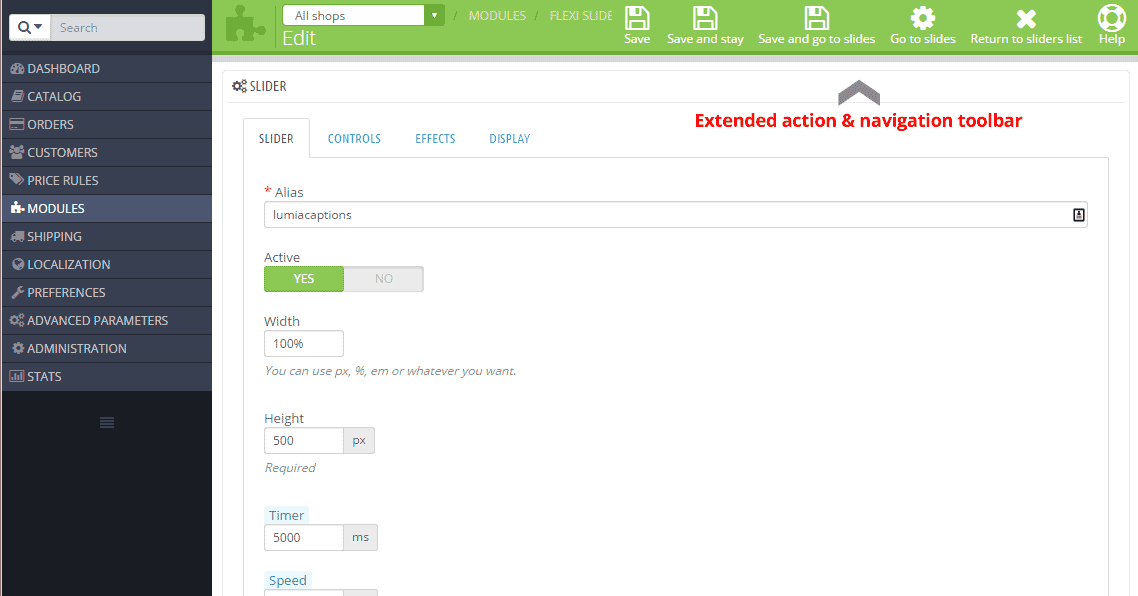 Search
DASHBOARD
CATALOG
ORDERS
CUSTOMERS
PRICE RULES
MODULES
SHIPPING
LOCALIZATION
PREFERENCES
ADVANCED PARAMETERS
ADMINISTRATION
STATS
All shops / MODULES / FLEXI SLIDE
Edit
Save Save and stay Save and go to slides Go to slides Return to sliders list Help
SLIDER
Extended action & navigation toolbar
SLIDER CONTROLS EFFECTS DISPLAY
* Alias
lumiacaptions
Active
YES NO
Width
100%
You can use px, %, em or whatever you want.
Height
500 px
Required
Timer
5000 ms
Speed